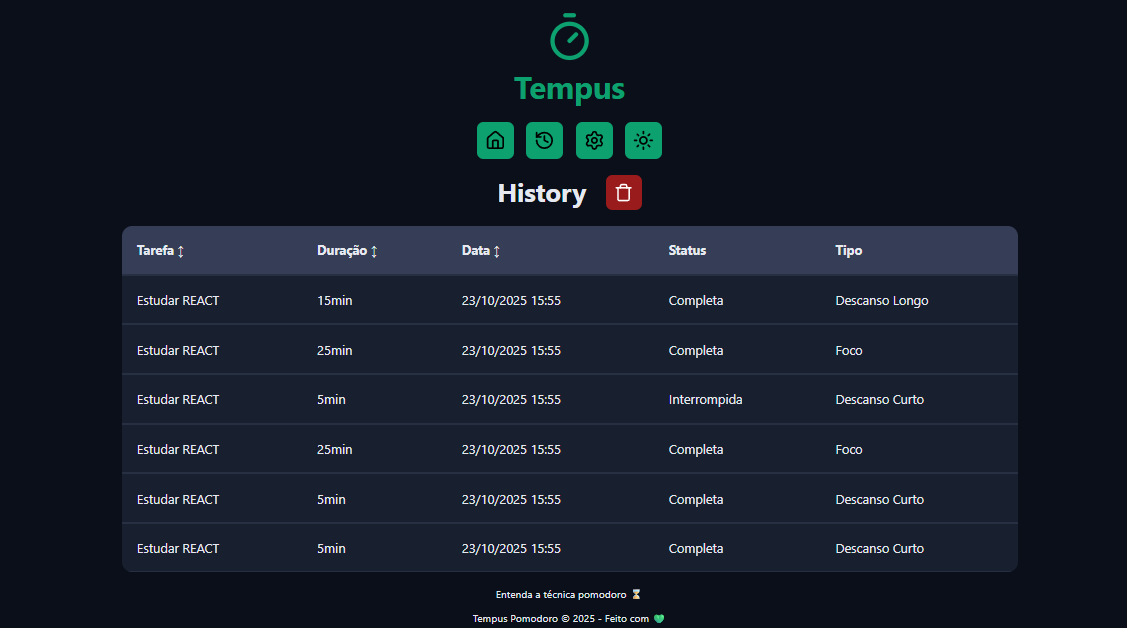 Tempus
History
Tarefa ↕ Duração ↕ Data ↕ Status Tipo
Estudar REACT 15min 23/10/2025 15:55 Completa Descanso Longo
Estudar REACT 25min 23/10/2025 15:55 Completa Foco
Estudar REACT 5min 23/10/2025 15:55 Interrompida Descanso Curto
Estudar REACT 25min 23/10/2025 15:55 Completa Foco
Estudar REACT 5min 23/10/2025 15:55 Completa Descanso Curto
Estudar REACT 5min 23/10/2025 15:55 Completa Descanso Curto
Entenda a técnica pomodoro ⏳
Tempus Pomodoro © 2025 - Feito com 💚